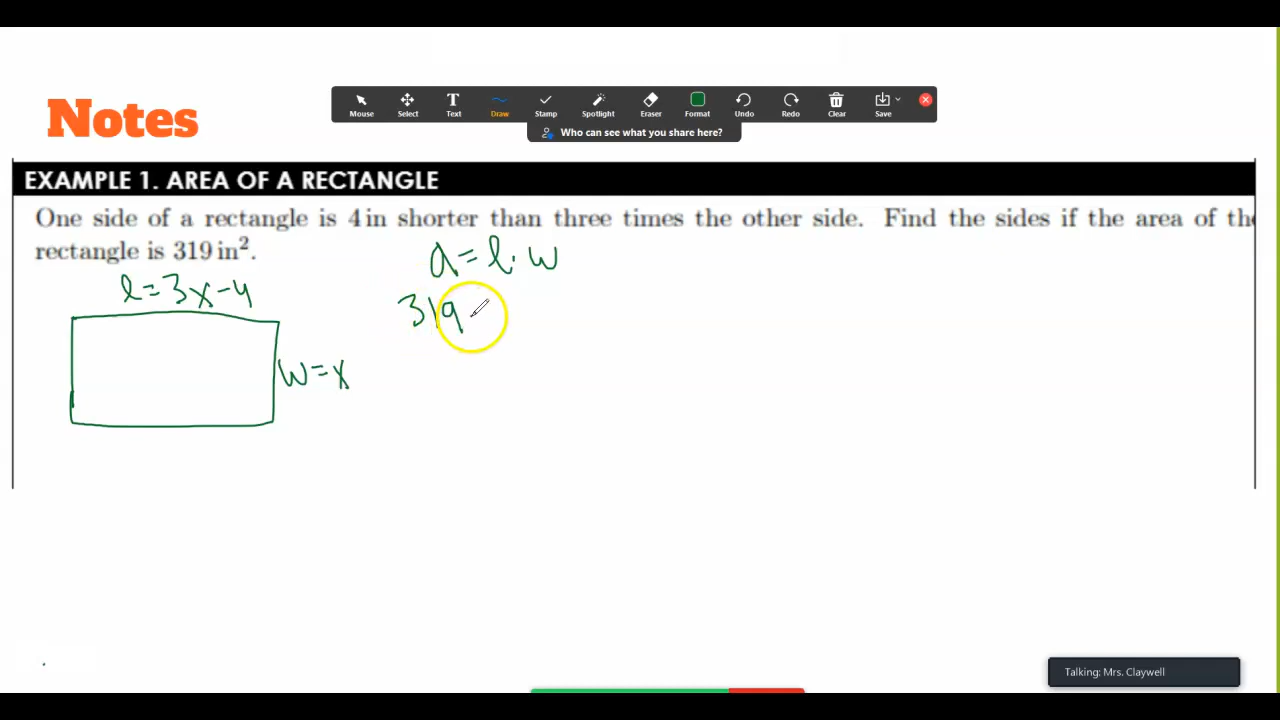 Notes
Mouse Select Text Draw Stamp Spotlight Eraser Format Undo Redo Clear Save
Who can see what you share here?
EXAMPLE 1. AREA OF A RECTANGLE
One side of a rectangle is 4 in shorter than three times the other side. Find the sides if the area of the
rectangle is 319 in².
a = l · w
l = 3x - 4
319
w = x
Talking: Mrs. Claywell